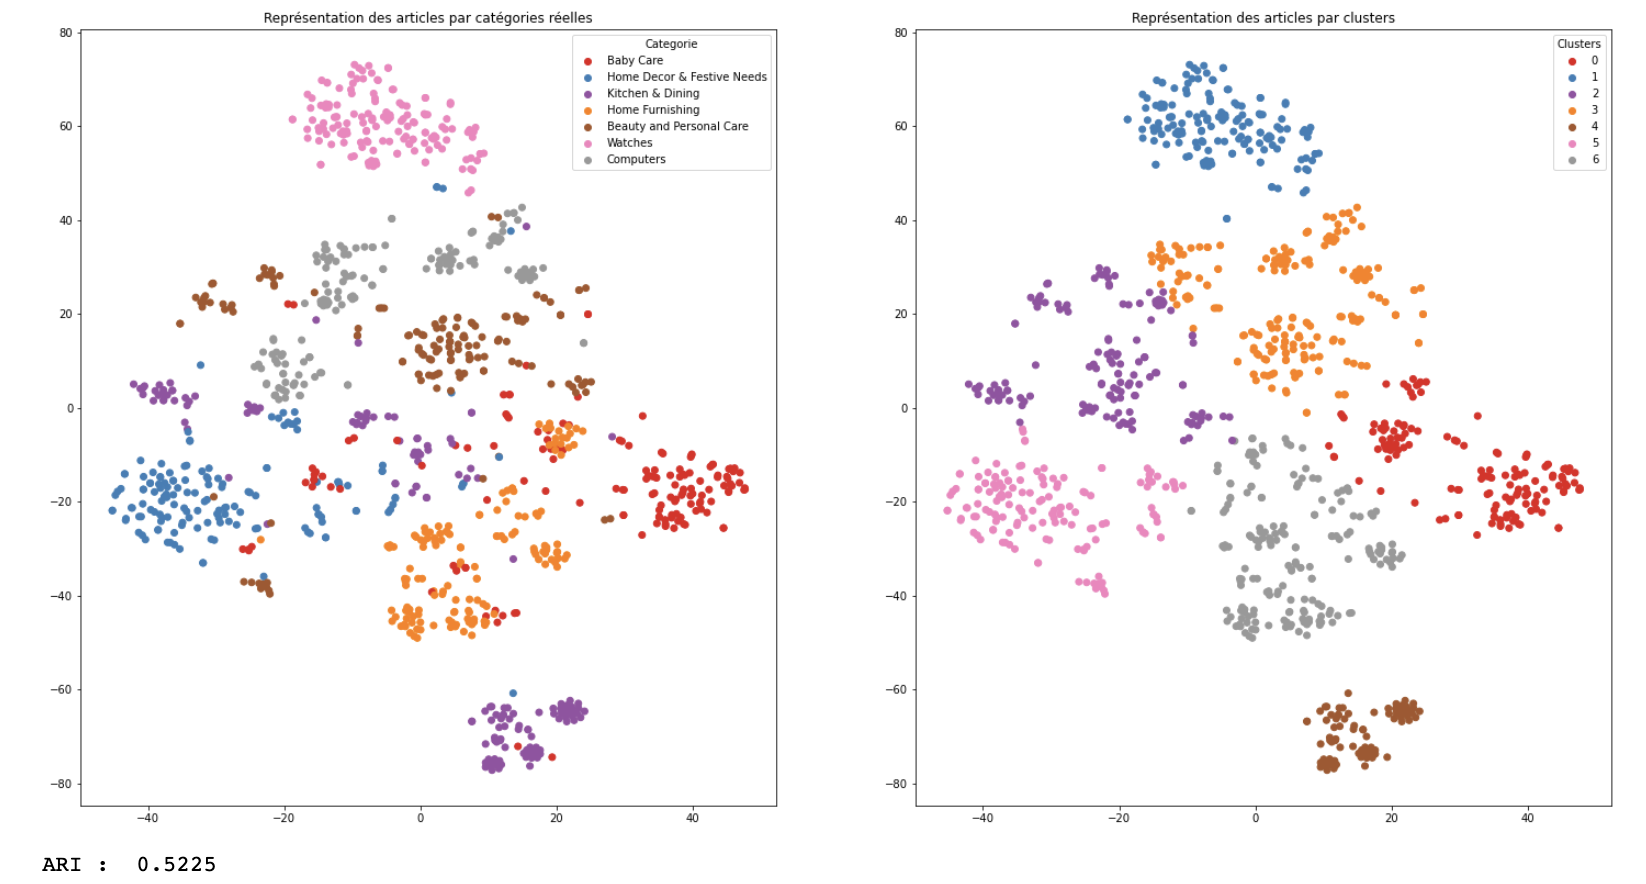 Représentation des articles par catégories réelles
80
60
40
20
0
−20
−40
−60
−80
−40
−20
0
20
40
Categorie
Baby Care
Home Decor & Festive Needs
Kitchen & Dining
Home Furnishing
Beauty and Personal Care
Watches
Computers
Représentation des articles par clusters
80
60
40
20
0
−20
−40
−60
−80
−40
−20
0
20
40
Clusters
0
1
2
3
4
5
6
ARI : 0.5225